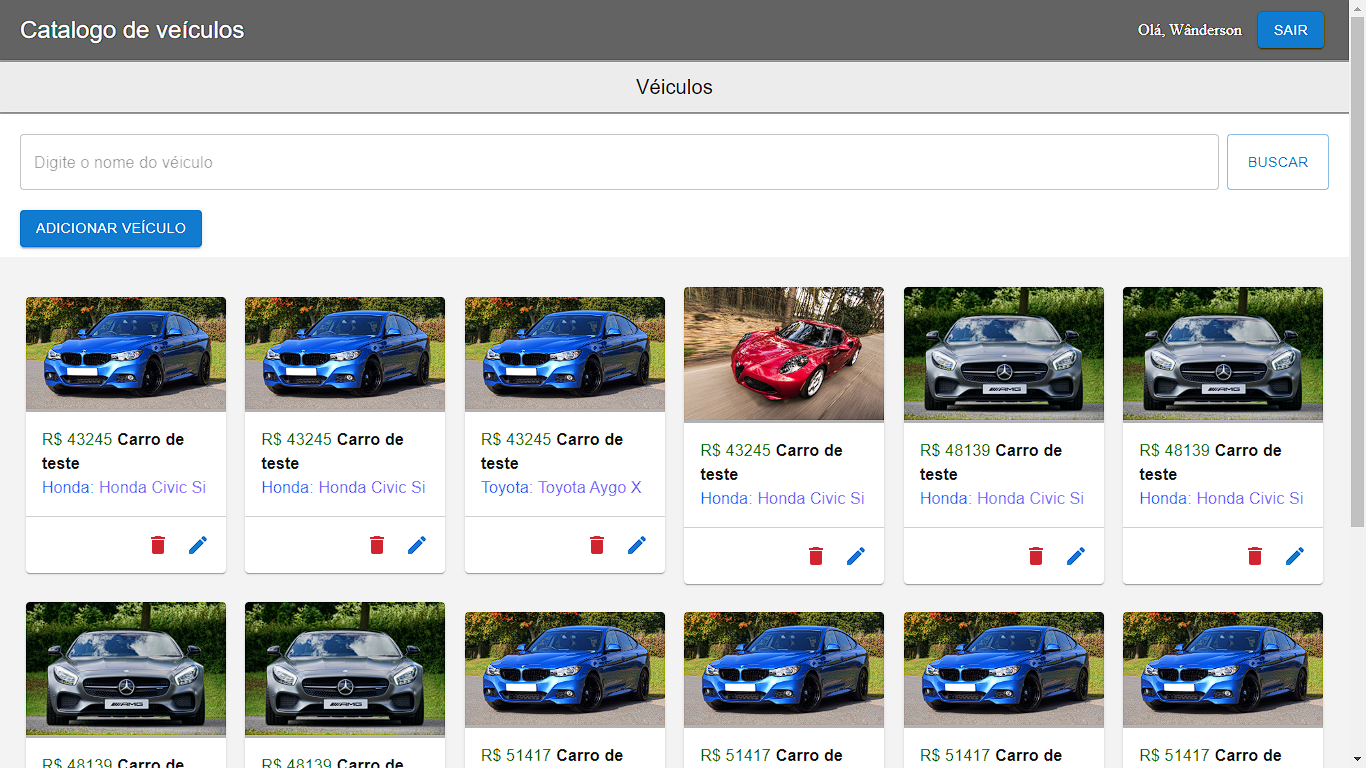 Catalogo de veículos
Olá, Wânderson
SAIR
Véiculos
Digite o nome do véiculo
BUSCAR
ADICIONAR VEÍCULO
R$ 43245 Carro de
teste
Honda: Honda Civic Si
R$ 43245 Carro de
teste
Honda: Honda Civic Si
R$ 43245 Carro de
teste
Toyota: Toyota Aygo X
R$ 43245 Carro de
teste
Honda: Honda Civic Si
AMG
R$ 48139 Carro de
teste
Honda: Honda Civic Si
AMG
R$ 48139 Carro de
teste
Honda: Honda Civic Si
AMG
R$ 48139 Carro de
AMG
R$ 48139 Carro de
R$ 51417 Carro de
R$ 51417 Carro de
R$ 51417 Carro de
R$ 51417 Carro de